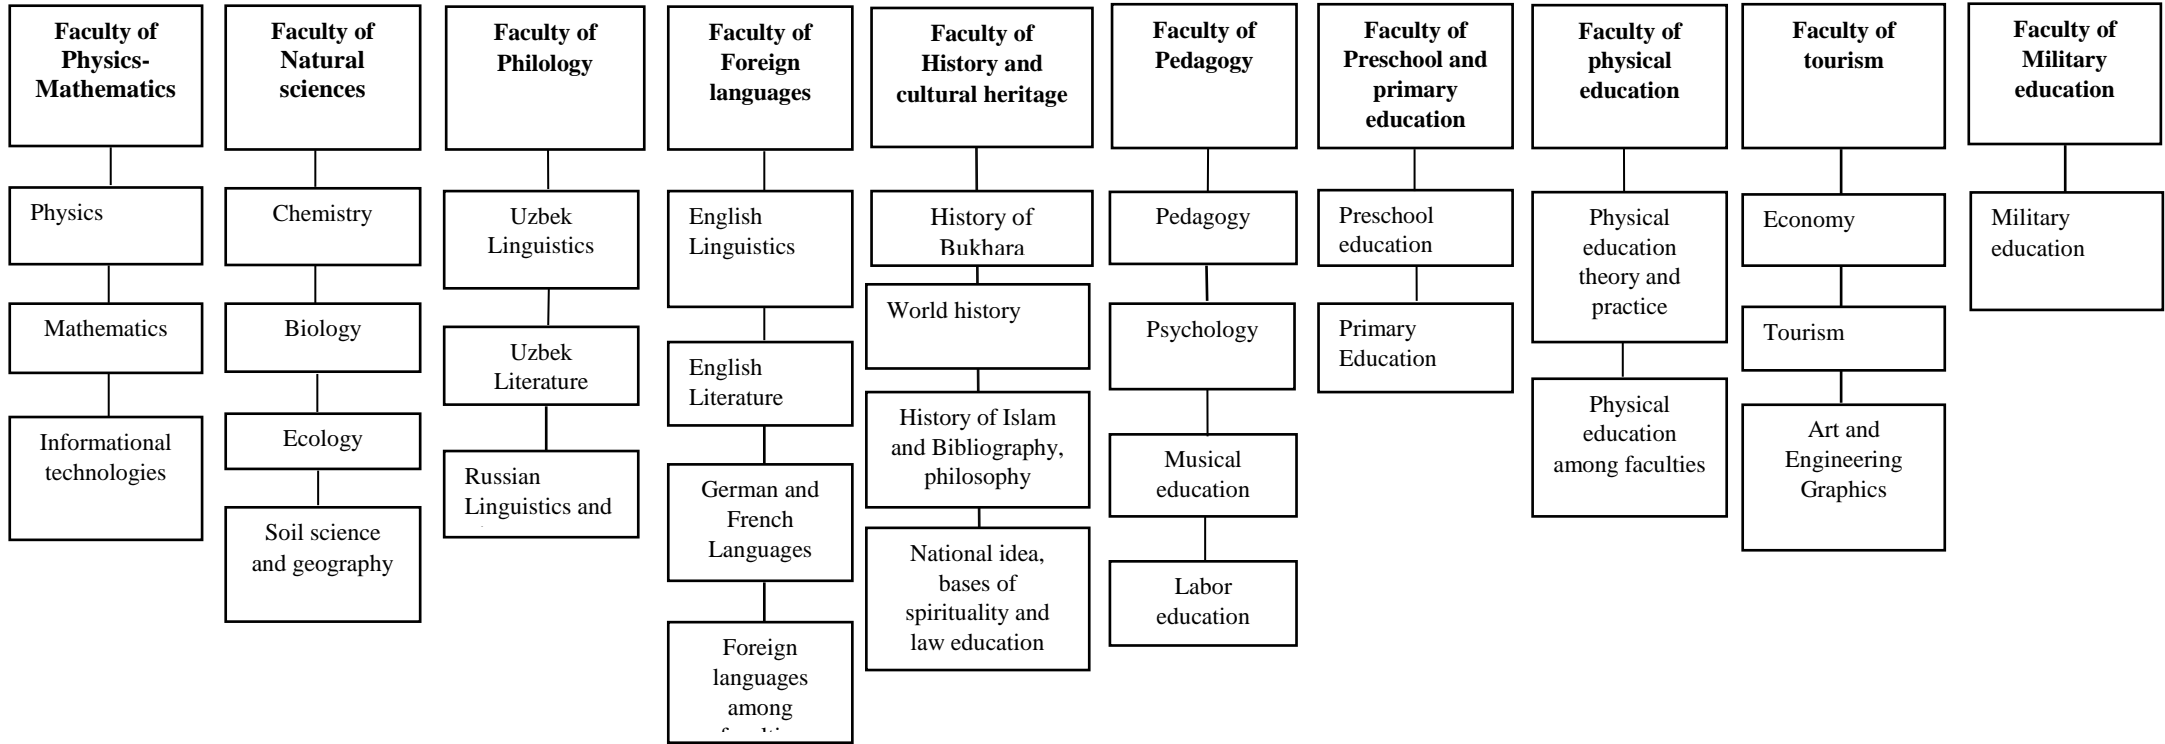 Faculty of
Physics-
Mathematics
Physics
Mathematics
Informational
technologies
Faculty of
Natural
sciences
Chemistry
Biology
Ecology
Soil science
and geography
Faculty of
Philology
Uzbek
Linguistics
Uzbek
Literature
Russian
Linguistics and
Faculty of
Foreign
languages
English
Linguistics
English
Literature
German and
French
Languages
Foreign
languages
among
Faculty of
History and
cultural heritage
History of
Bukhara
World history
History of Islam
and Bibliography,
philosophy
National idea,
bases of
spirituality and
law education
Faculty of
Pedagogy
Pedagogy
Psychology
Musical
education
Labor
education
Faculty of
Preschool and
primary
education
Preschool
education
Primary
Education
Faculty of
physical
education
Physical
education
theory and
practice
Physical
education
among faculties
Faculty of
tourism
Economy
Tourism
Art and
Engineering
Graphics
Faculty of
Military
education
Military
education